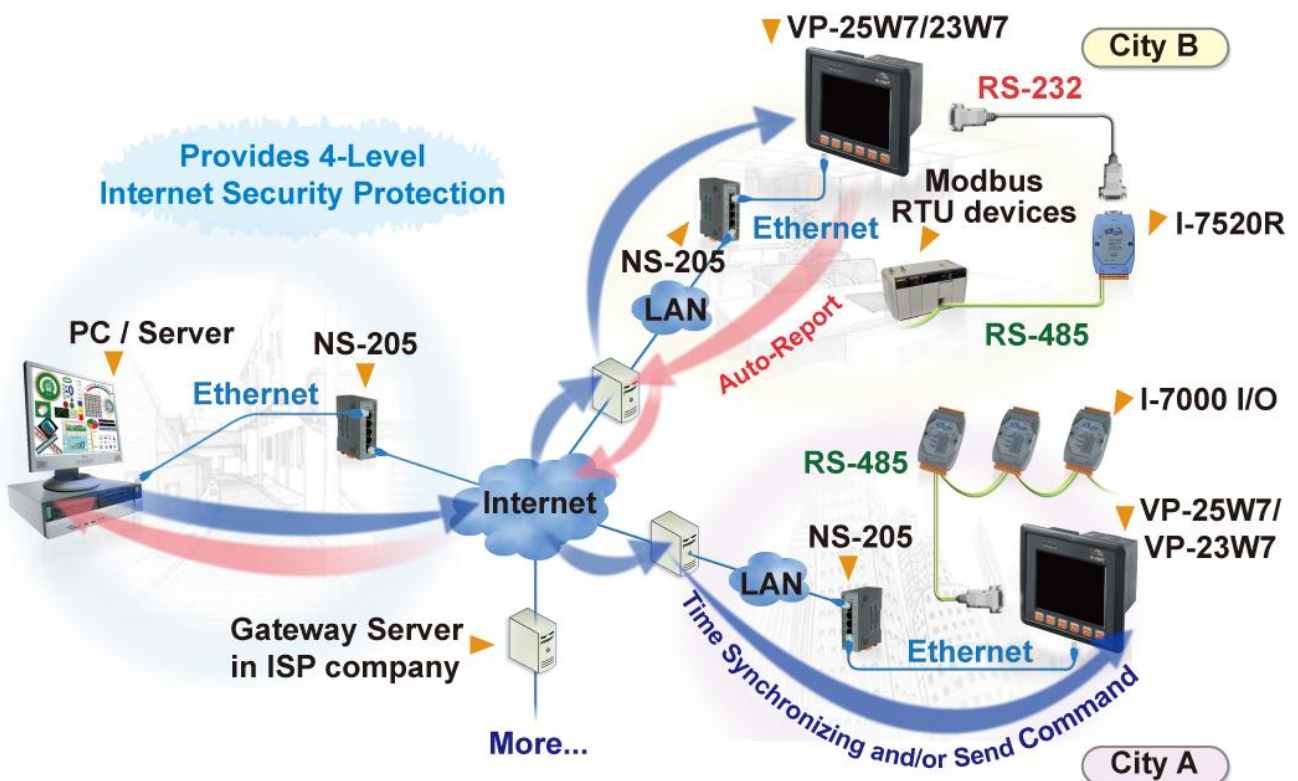 VP-25W7/23W7
City B
RS-232
Provides 4-Level
Internet Security Protection
Modbus
RTU devices
I-7520R
Ethernet
NS-205
LAN
RS-485
Auto-Report
PC / Server
NS-205
Ethernet
I-7000 I/O
RS-485
Internet
VP-25W7/
VP-23W7
NS-205
LAN
Gateway Server
in ISP company
Ethernet
Time Synchronizing and/or Send Command
More...
City A